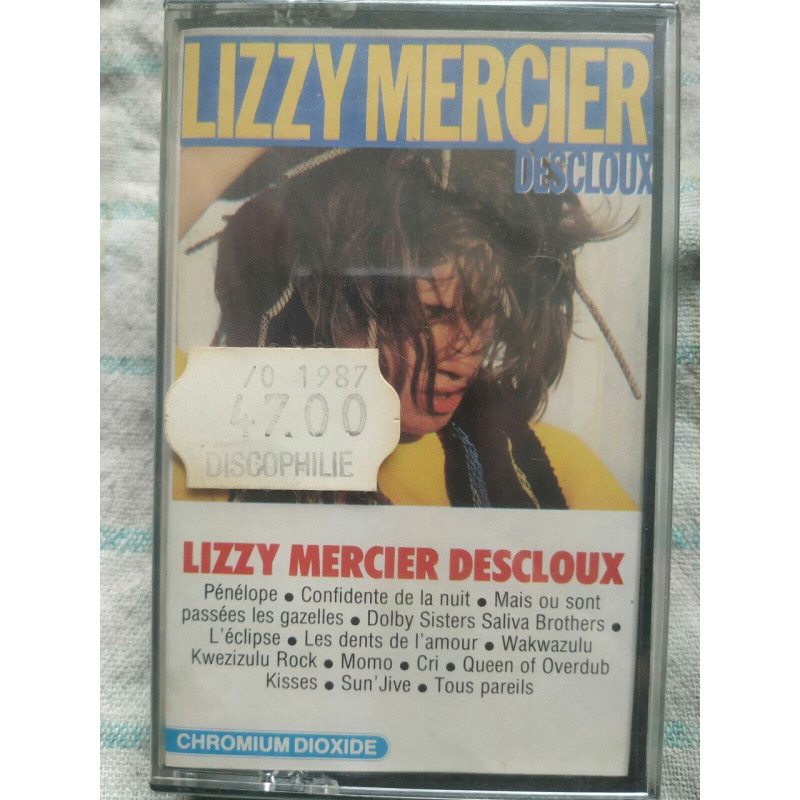 LIZZY MERCIER
DESCLOUX
/0 1987
47.00
DISCOPHILIE
LIZZY MERCIER DESCLOUX
Pénélope • Confidente de la nuit • Mais ou sont
passées les gazelles • Dolby Sisters Saliva Brothers •
L'éclipse • Les dents de l'amour • Wakwazulu
Kwezizulu Rock • Momo • Cri • Queen of Overdub
Kisses • Sun'Jive • Tous pareils
CHROMIUM DIOXIDE